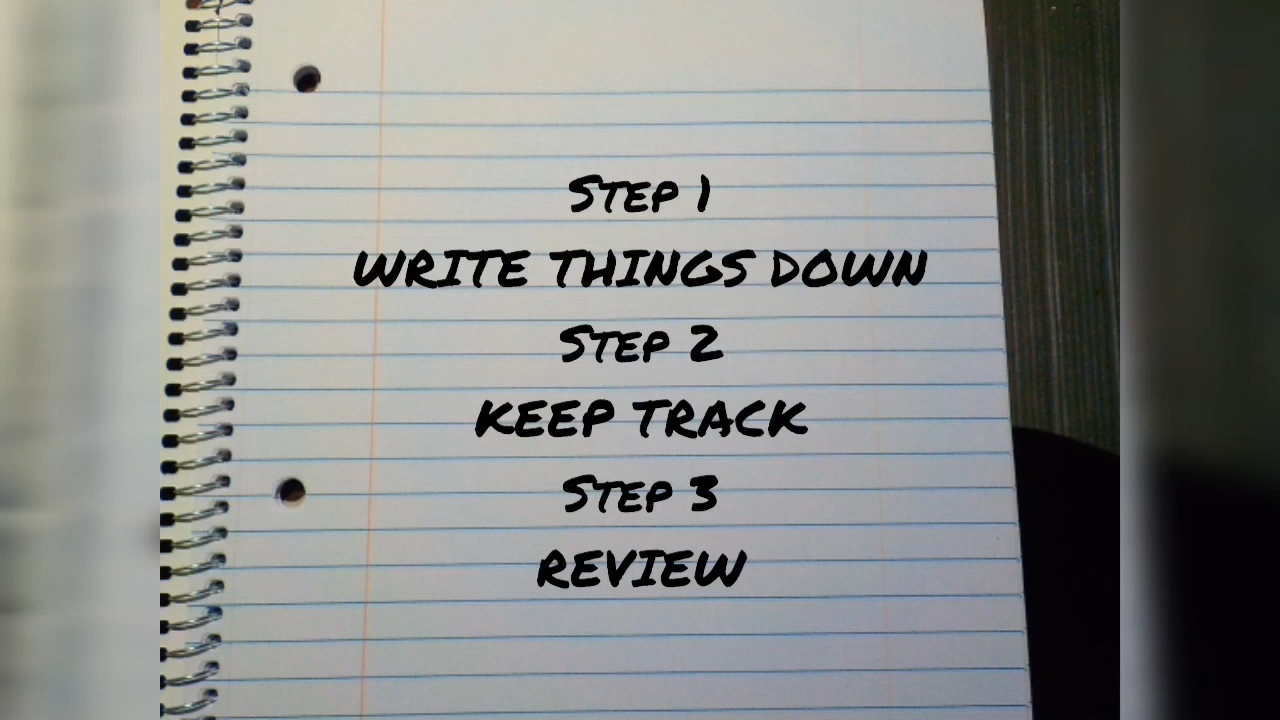 Step 1
WRITE THINGS DOWN
Step 2
KEEP TRACK
Step 3
REVIEW